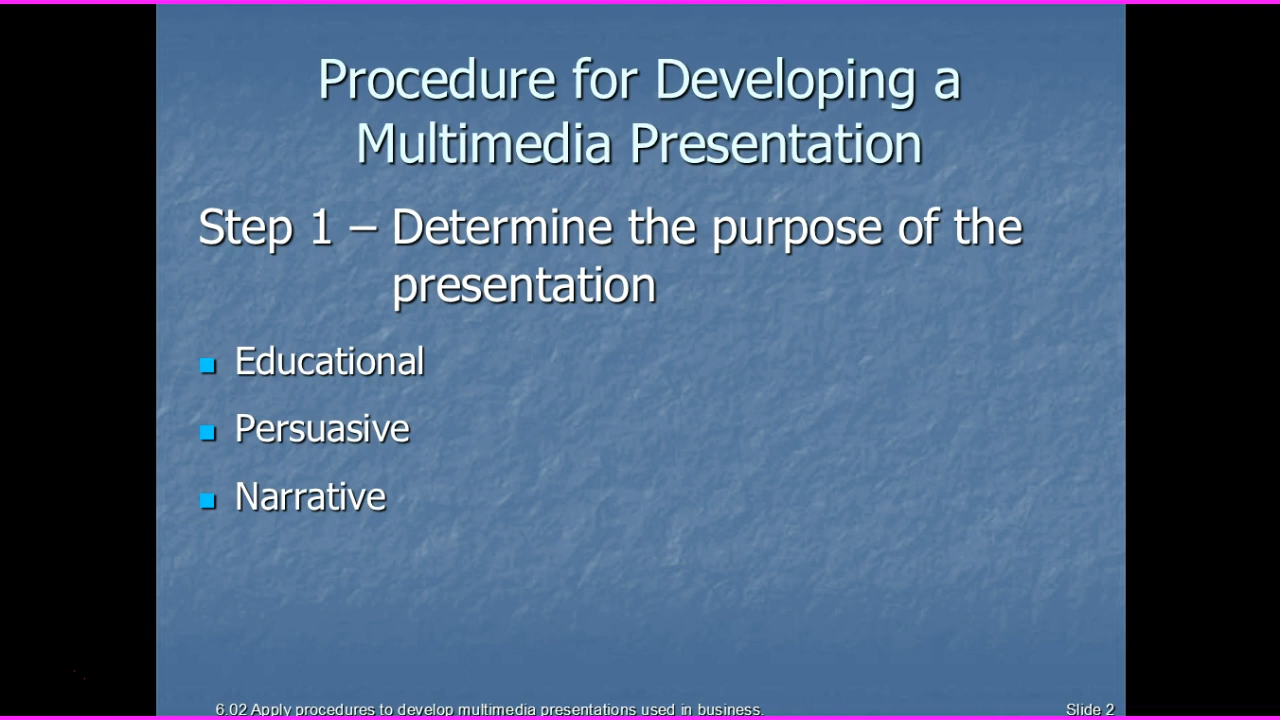 Procedure for Developing a
Multimedia Presentation
Step 1 – Determine the purpose of the
presentation
Educational
Persuasive
Narrative
6.02 Apply procedures to develop multimedia presentations used in business.
Slide 2